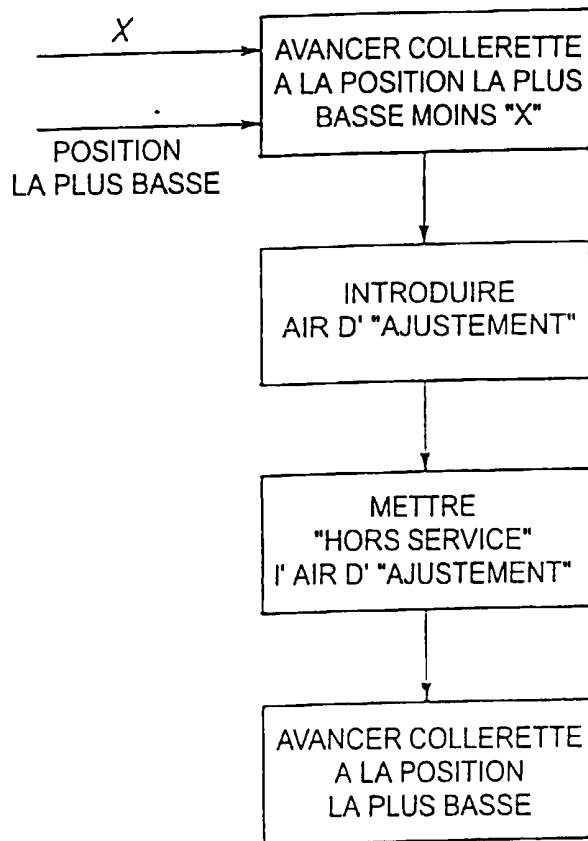 X
POSITION
LA PLUS BASSE
AVANCER COLLERETTE
A LA POSITION LA PLUS
BASSE MOINS "X"
INTRODUIRE
AIR D' "AJUSTEMENT"
METTRE
"HORS SERVICE"
l' AIR D' "AJUSTEMENT"
AVANCER COLLERETTE
A LA POSITION
LA PLUS BASSE